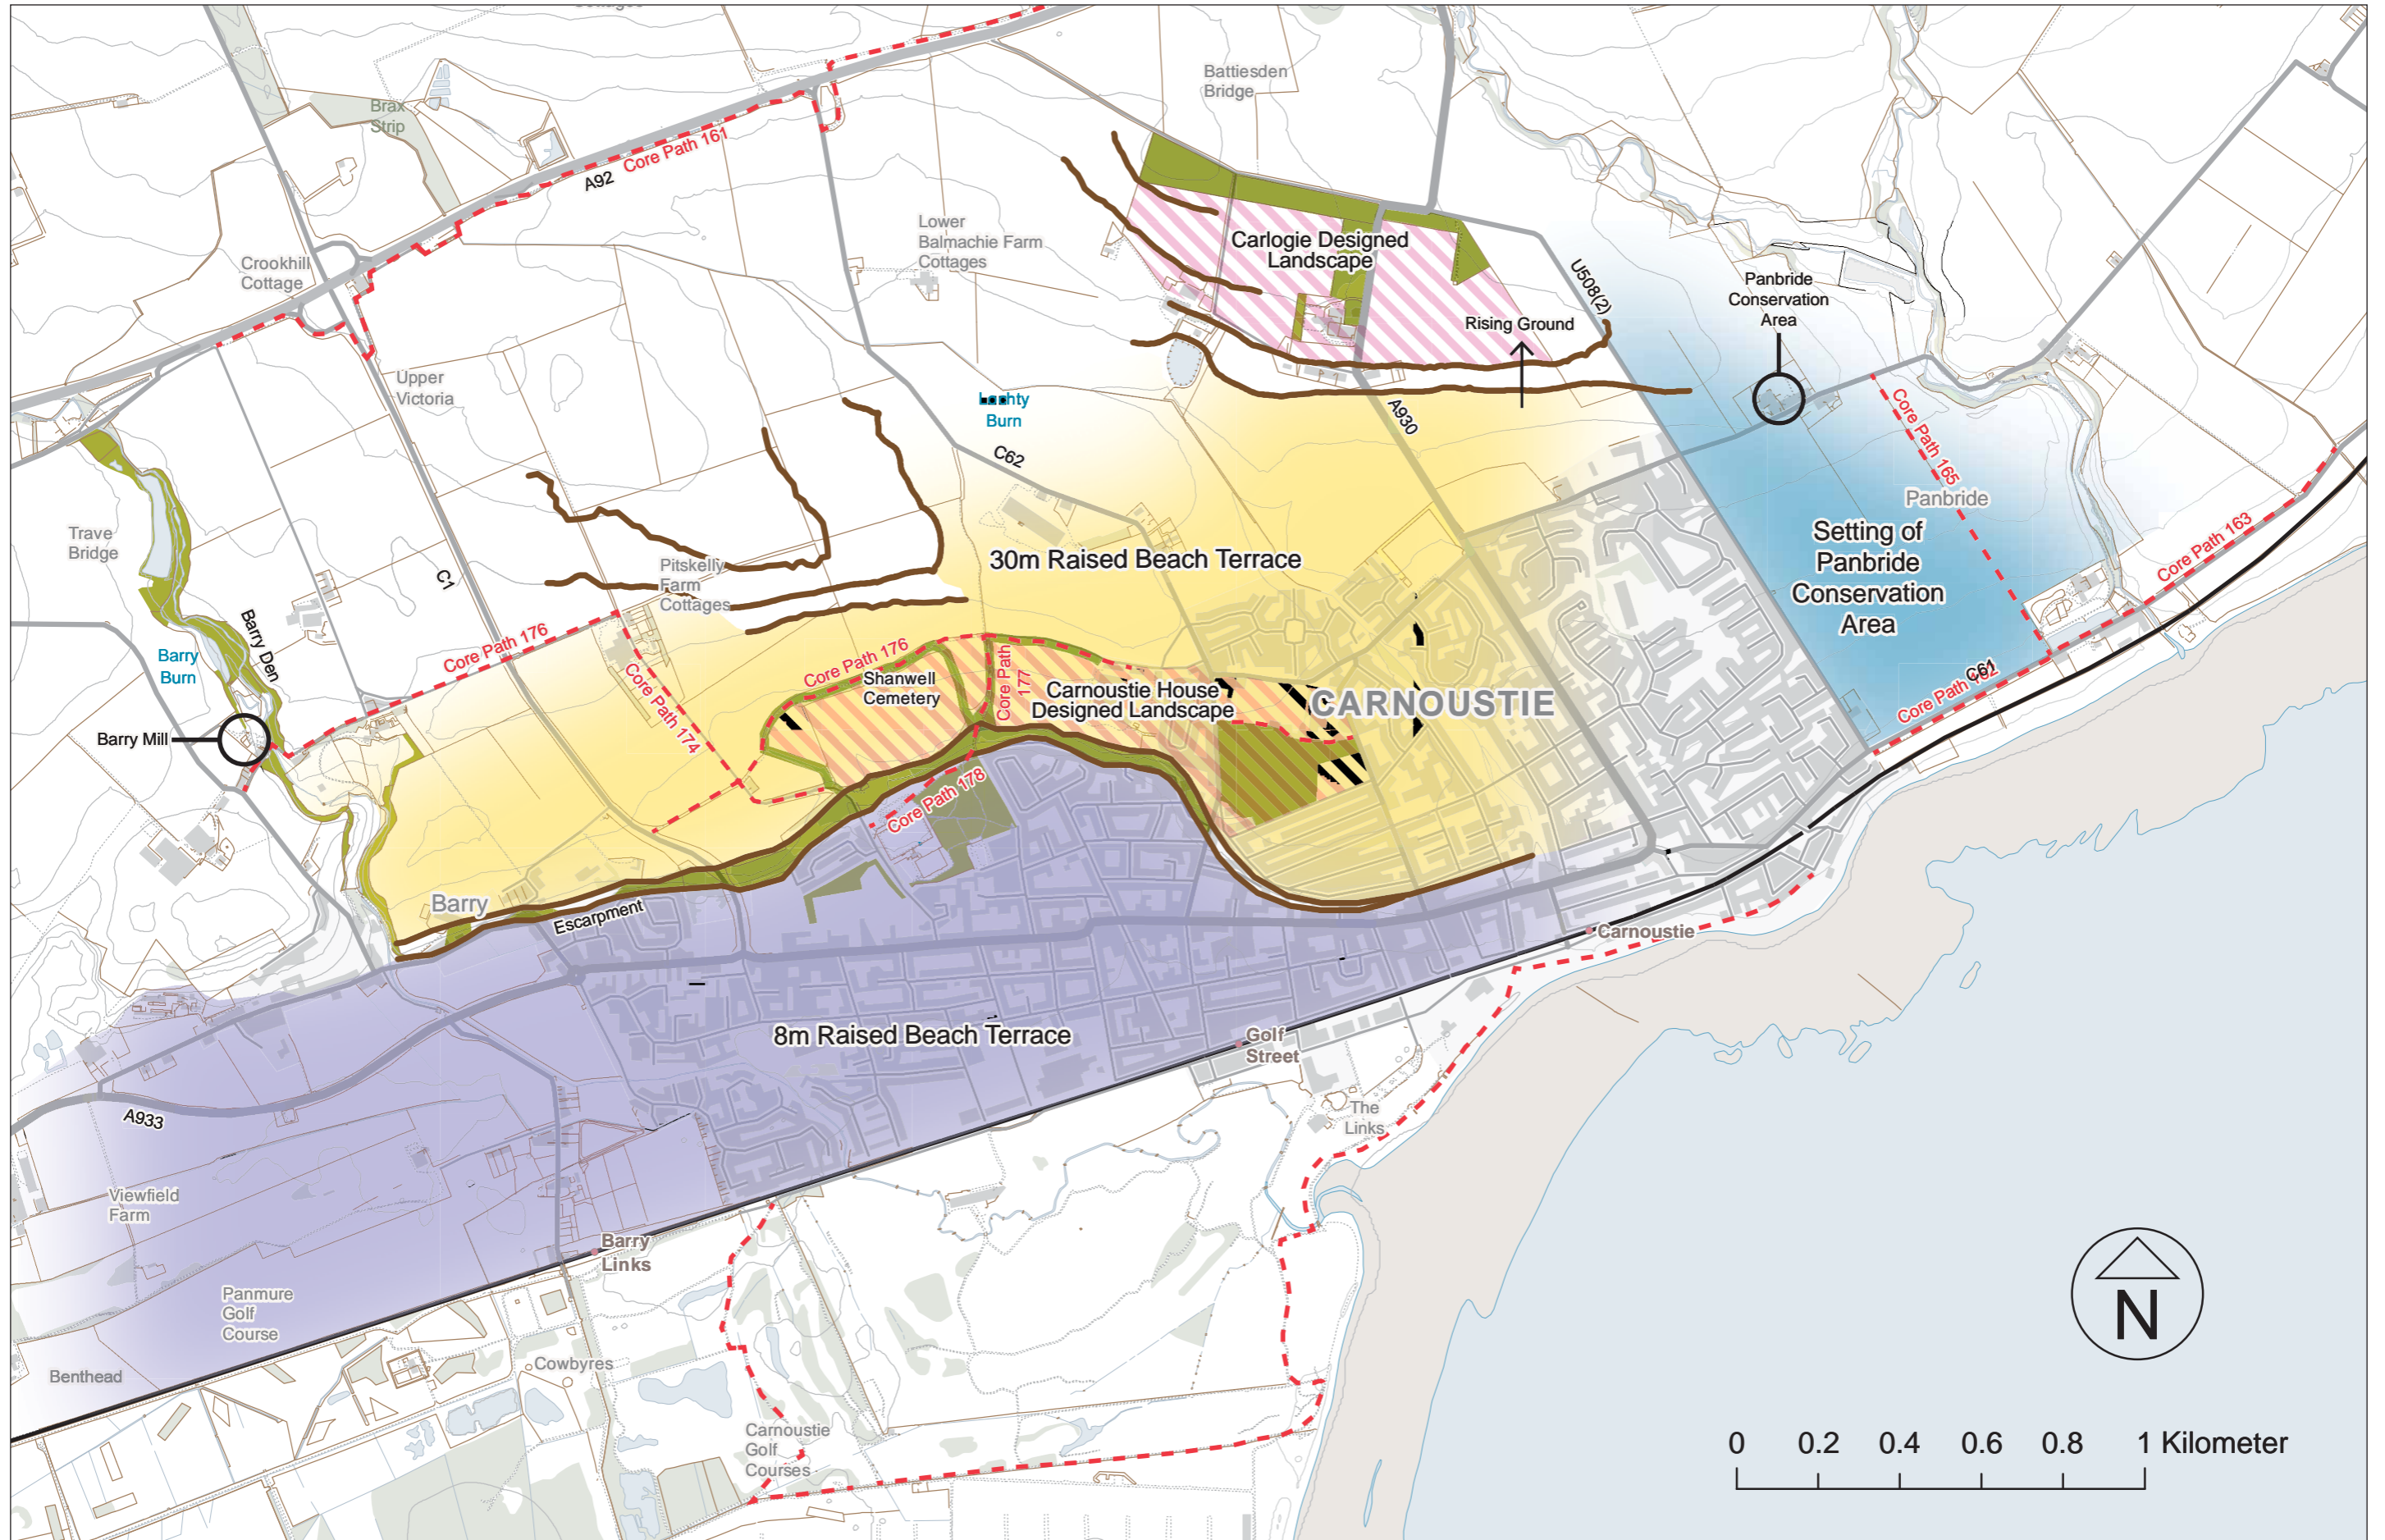 Brax
Strip
Core Path 161
A92
Battiesden
Bridge
Lower
Balmachie Farm
Cottages
Crookhill
Cottage
Carlogie Designed
Landscape
U508(2)
Panbride
Conservation
Area
Rising Ground
Upper
Victoria
Burn
C62
A930
Core Path 165
Panbride
Trave
Bridge
C1
Pitskelly
Farm
Cottages
30m Raised Beach Terrace
Setting of
Panbride
Conservation
Area
Core Path 163
Barry Den
Barry
Burn
Core Path 176
Core Path 174
Core Path 176
Shanwell
Cemetery
Core Path
177
Carnoustie House
Designed Landscape
CARNOUSTIE
C61
Core Path 162
Barry Mill
Core Path 178
Barry
Escarpment
Carnoustie
8m Raised Beach Terrace
Golf
Street
A933
The
Links
Viewfield
Farm
Barry
Links
Panmure
Golf
Course
Benthead
Cowbyres
Carnoustie
Golf
Courses
N
0 0.2 0.4 0.6 0.8 1 Kilometer